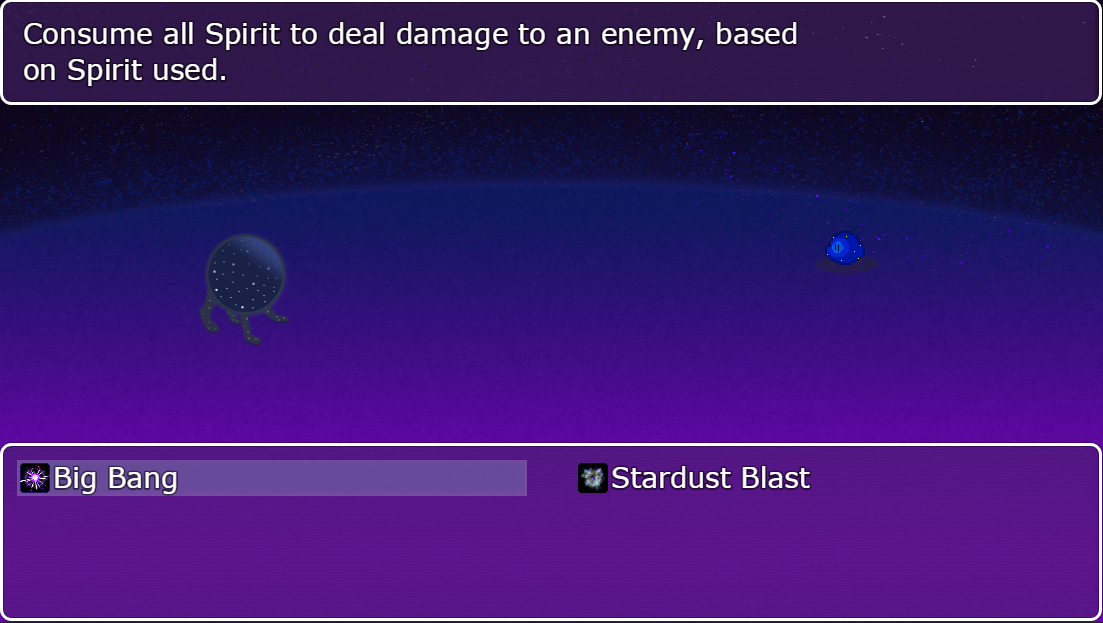 Consume all Spirit to deal damage to an enemy, based
on Spirit used.
Big Bang
Stardust Blast